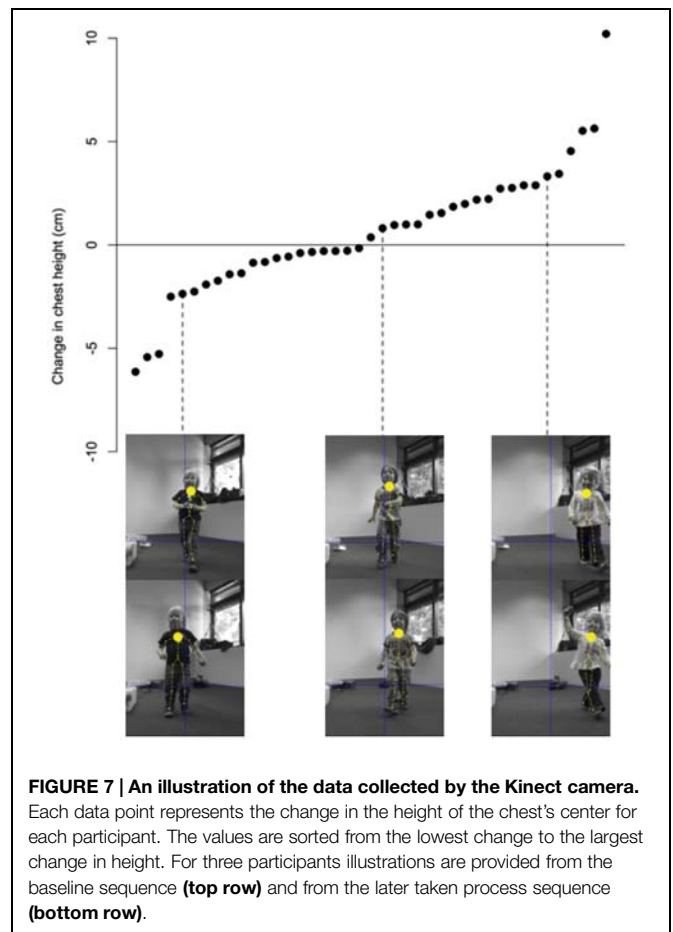 10
5
0
-5
-10
Change in chest height (cm)
FIGURE 7 | An illustration of the data collected by the Kinect camera.
Each data point represents the change in the height of the chest’s center for
each participant. The values are sorted from the lowest change to the largest
change in height. For three participants illustrations are provided from the
baseline sequence (top row) and from the later taken process sequence
(bottom row).